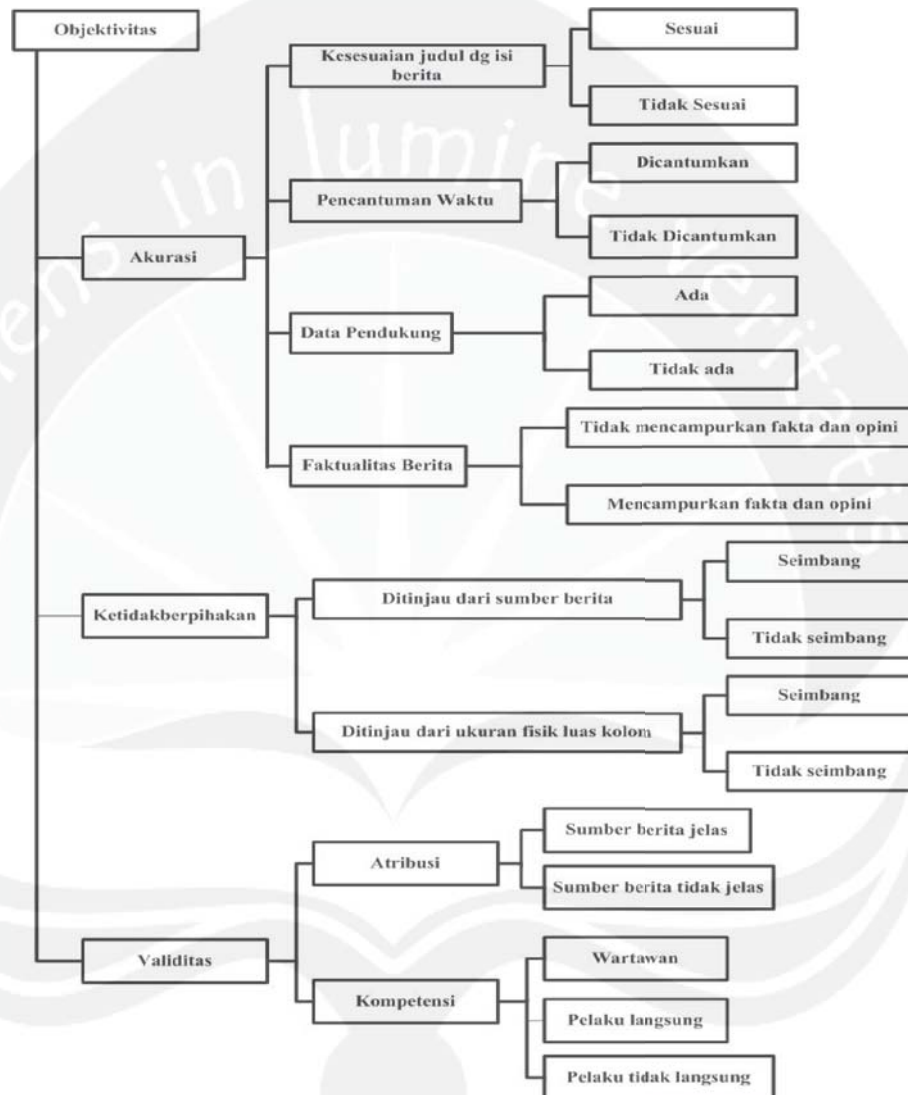 Objektivitas
Akurasi
Kesesuaian judul dg isi
berita
Sesuai
Tidak Sesuai
Pencantuman Waktu
Dicantumkan
Tidak Dicantumkan
Data Pendukung
Ada
Tidak ada
Faktualitas Berita
Tidak mencampurkan fakta dan opini
Mencampurkan fakta dan opini
Ketidakberpihakan
Ditinjau dari sumber berita
Seimbang
Tidak seimbang
Ditinjau dari ukuran fisik luas kolom
Seimbang
Tidak seimbang
Validitas
Atribusi
Sumber berita jelas
Sumber berita tidak jelas
Kompetensi
Wartawan
Pelaku langsung
Pelaku tidak langsung
in lumine veritatis